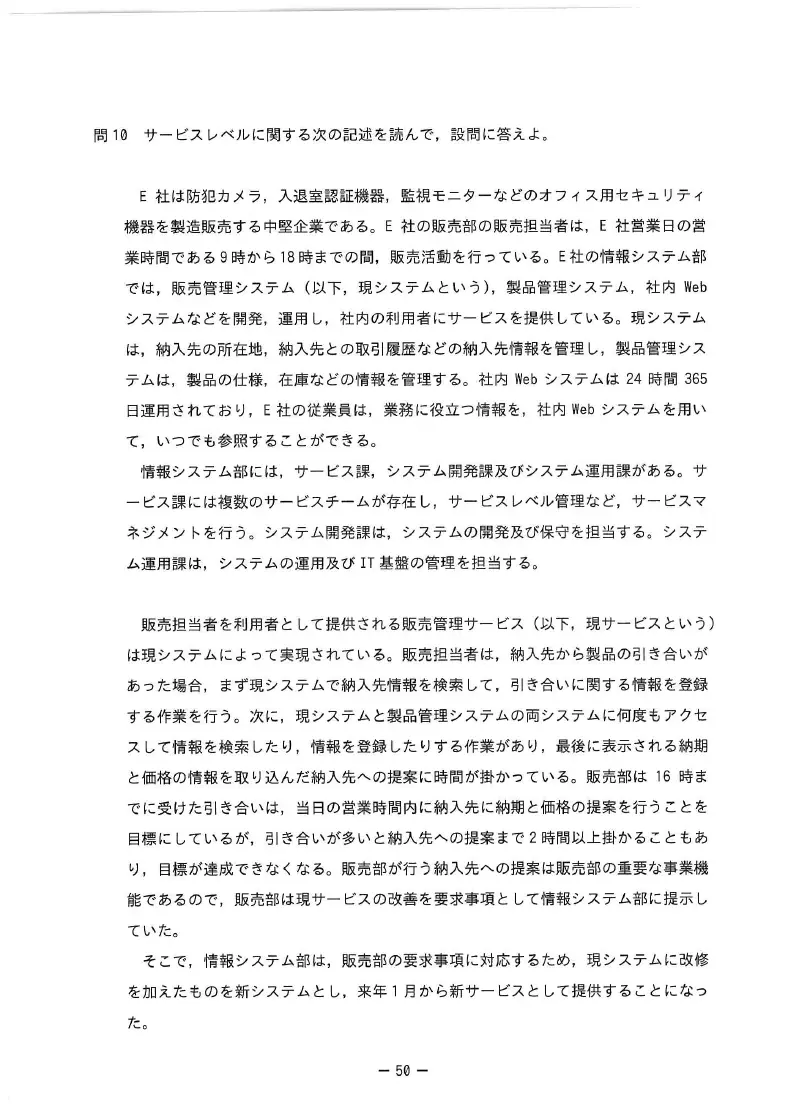 問10　サービスレベルに関する次の記述を読んで，設問に答えよ。
E 社は防犯カメラ，入退室認証機器，監視モニターなどのオフィス用セキュリティ
機器を製造販売する中堅企業である。E 社の販売部の販売担当者は，E 社営業日の営
業時間である9時から18時までの間，販売活動を行っている。E社の情報システム部
では，販売管理システム（以下，現システムという），製品管理システム，社内 Web
システムなどを開発，運用し，社内の利用者にサービスを提供している。現システム
は，納入先の所在地，納入先との取引履歴などの納入先情報を管理し，製品管理シス
テムは，製品の仕様，在庫などの情報を管理する。社内 Web システムは 24 時間 365
日運用されており，E 社の従業員は，業務に役立つ情報を，社内 Web システムを用い
て，いつでも参照することができる。
情報システム部には，サービス課，システム開発課及びシステム運用課がある。サ
ービス課には複数のサービスチームが存在し，サービスレベル管理など，サービスマ
ネジメントを行う。システム開発課は，システムの開発及び保守を担当する。システ
ム運用課は，システムの運用及び IT 基盤の管理を担当する。
販売担当者を利用者として提供される販売管理サービス（以下，現サービスという）
は現システムによって実現されている。販売担当者は，納入先から製品の引き合いが
あった場合，まず現システムで納入先情報を検索して，引き合いに関する情報を登録
する作業を行う。次に，現システムと製品管理システムの両システムに何度もアクセ
スして情報を検索したり，情報を登録したりする作業があり，最後に表示される納期
と価格の情報を取り込んだ納入先への提案に時間が掛かっている。販売部は 16 時ま
でに受けた引き合いは，当日の営業時間内に納入先に納期と価格の提案を行うことを
目標にしているが，引き合いが多いと納入先への提案まで2時間以上掛かることもあ
り，目標が達成できなくなる。販売部が行う納入先への提案は販売部の重要な事業機
能であるので，販売部は現サービスの改善を要求事項として情報システム部に提示し
ていた。
そこで，情報システム部は，販売部の要求事項に対応するため，現システムに改修
を加えたものを新システムとし，来年1月から新サービスとして提供することになっ
た。
― 50 ―